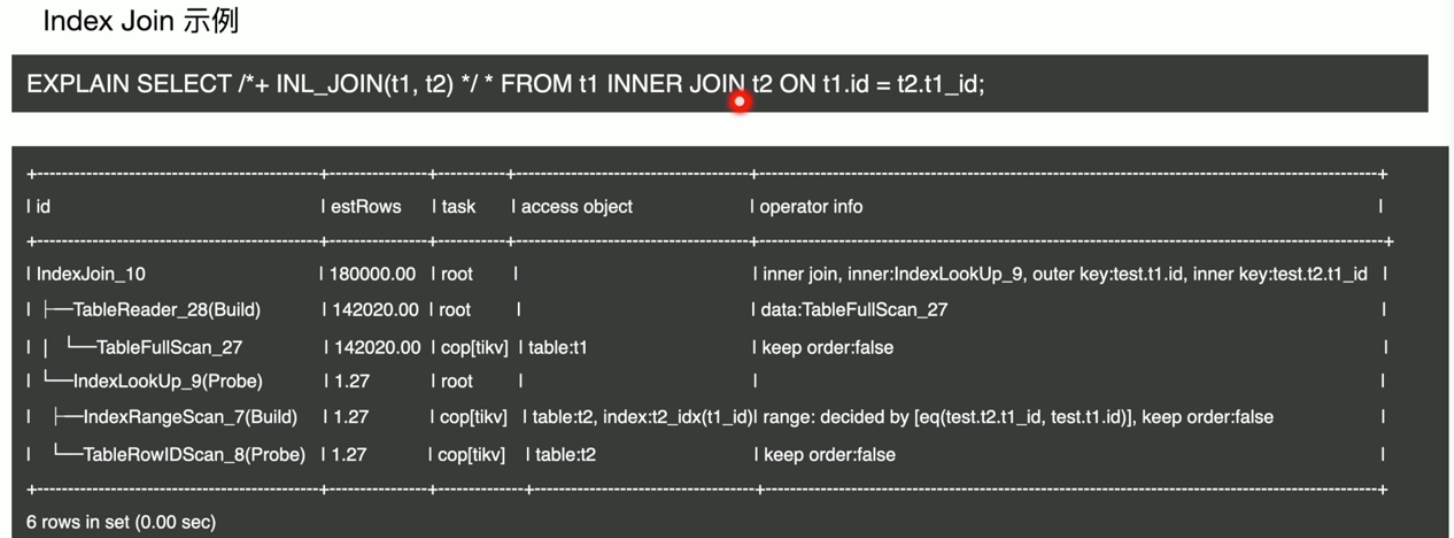 Index Join 示例
EXPLAIN SELECT /*+ INL_JOIN(t1, t2) */ * FROM t1 INNER JOIN t2 ON t1.id = t2.t1_id;
+-----------------------------------------+---------------+----------+----------------------------------+------------------------------------------------------------------------------------------+
| id | estRows | task | access object | operator info |
+-----------------------------------------+---------------+----------+----------------------------------+------------------------------------------------------------------------------------------+
| IndexJoin_10 | 180000.00 | root | | inner join, inner:IndexLookUp_9, outer key:test.t1.id, inner key:test.t2.t1_id |
| ├──TableReader_28(Build) | 142020.00 | root | | data:TableFullScan_27 |
| | └──TableFullScan_27 | 142020.00 | cop[tikv] | table:t1 | keep order:false |
| └──IndexLookUp_9(Probe) | 1.27 | root | | |
| ├──IndexRangeScan_7(Build) | 1.27 | cop[tikv] | table:t2, index:t2_idx(t1_id)| range: decided by [eq(test.t2.t1_id, test.t1.id)], keep order:false |
| └──TableRowIDScan_8(Probe) | 1.27 | cop[tikv] | table:t2 | keep order:false |
+-----------------------------------------+---------------+-------------+----------------------------------+---------------------------------------------------------------------------------------+
6 rows in set (0.00 sec)